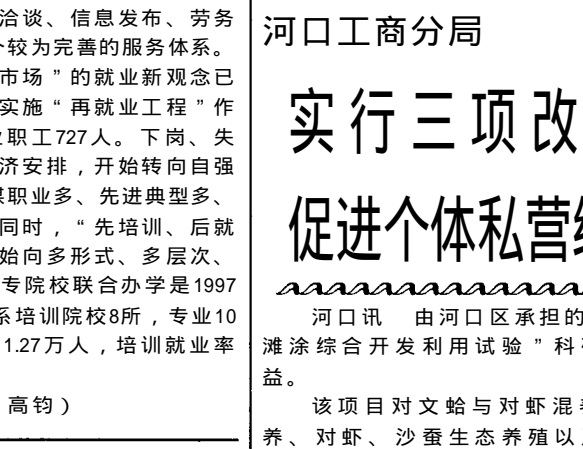 洽谈、信息发布、劳务
个较为完善的服务体系。
市场”的就业新观念已
实施“再就业工程”作
业职工727人。下岗、失
济安排，开始转向自强
谋职业多、先进典型多、
同时，“先培训、后就
始向多形式、多层次、
专院校联合办学是1997
系培训院校8所，专业10
1.27万人，培训就业率
高钧）
河口工商分局
实行三项改
促进个体私营
河口讯　由河口区承担的
滩涂综合开发利用试验”科
益。
该项目对文蛤与对虾混养
养、对虾、沙蚕生态养殖以